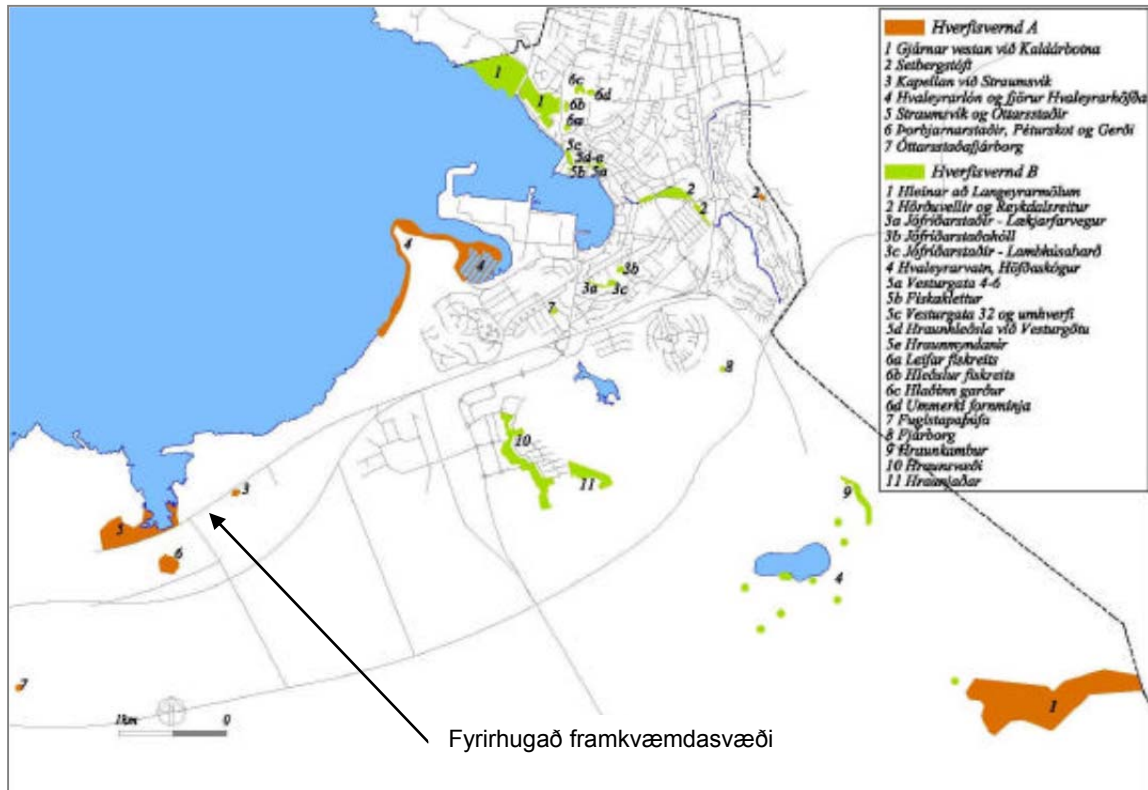 Hverfisvernd A
1 Gjárnar vestan við Kaldárbotna
2 Setbergstóft
3 Kapellan við Straumsvík
4 Hvaleyrarlón og fjörur Hvaleyrarhöfða
5 Straumsvík og Óttarsstaðir
6 Þorbjarnarstaðir, Péturskot og Gerði
7 Óttarsstaðafjárborg
Hverfisvernd B
1 Hleinar að Langeyrarmölum
2 Hörðuvellir og Reykdalsreitur
3a Jófríðarstaðir - Lækjarfarvegur
3b Jófríðarstaðahóll
3c Jófríðarstaðir - Lambhúsabarð
4 Hvaleyrarvatn, Höfðaskógur
5a Vesturgata 4-6
5b Fiskaklettur
5c Vesturgata 32 og umhverfi
5d Hraunhleðsla við Vesturgötu
5e Hraunmyndanir
6a Leifar fiskreits
6b Hleðslur fiskreits
6c Hlaðinn garður
6d Ummerki fornminja
7 Fuglstapaþúfa
8 Fjárborg
9 Hraunkambur
10 Hraunsvæði
11 Hraunjaðar
1
1
6c
6d
6b
6a
5c
5d-e
5b
5a
2
2
2
4
4
3b
3a
3c
7
8
10
11
9
3
5
6
4
7
1
1km
0
Fyrirhugað framkvæmdasvæði